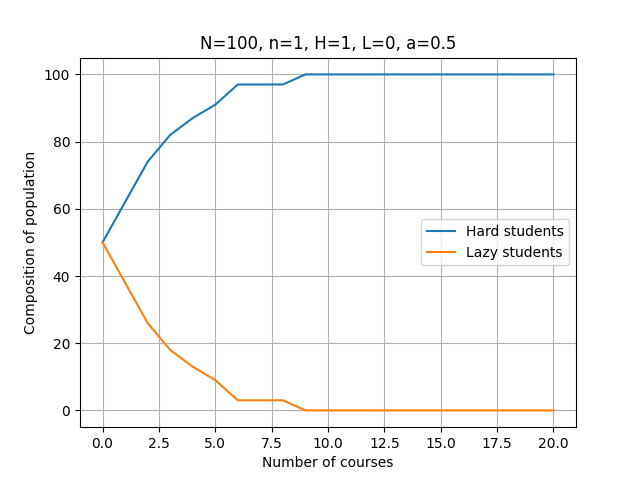 N=100, n=1, H=1, L=0, a=0.5
Composition of population
100
80
60
40
20
0
Hard students
Lazy students
0.0 2.5 5.0 7.5 10.0 12.5 15.0 17.5 20.0
Number of courses